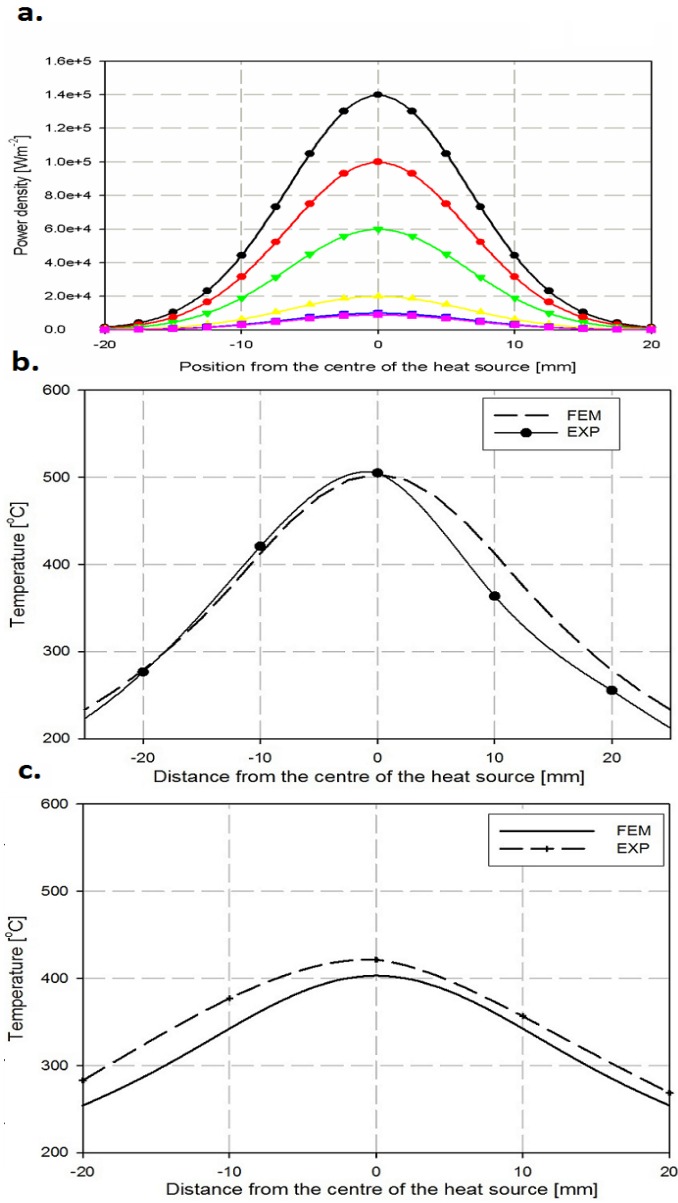 a.
Power density [Wm-2]
1.6e+5
1.4e+5
1.2e+5
1.0e+5
8.0e+4
6.0e+4
4.0e+4
2.0e+4
0.0
-20 -10 0 10 20
Position from the centre of the heat source [mm]
b.
Temperature [oC]
600
500
400
300
200
FEM
EXP
-20 -10 0 10 20
Distance from the centre of the heat source [mm]
c.
Temperature [oC]
600
500
400
300
200
FEM
EXP
-20 -10 0 10 20
Distance from the centre of the heat source [mm]